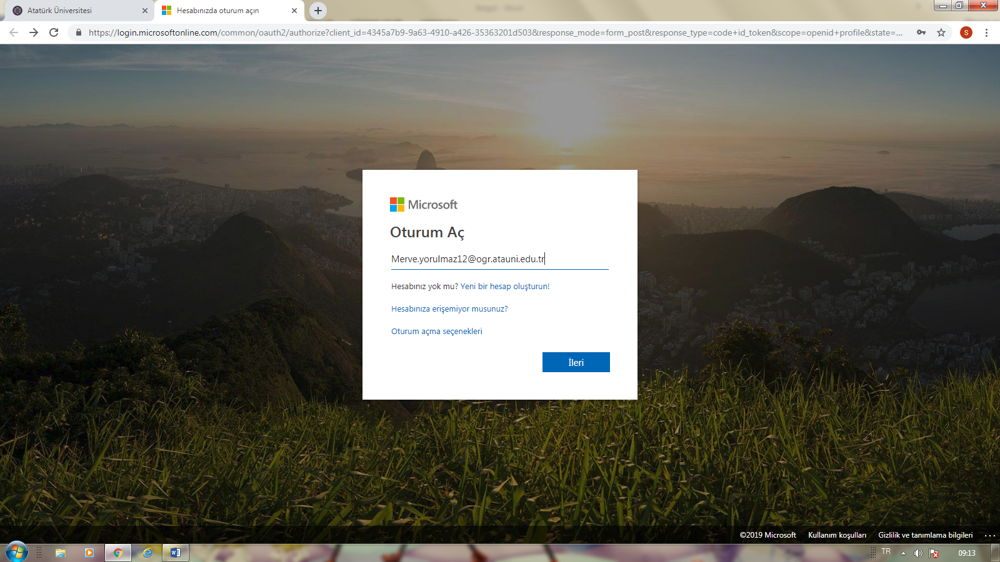 Atatürk Üniversitesi
Hesabınızda oturum açın
https://login.microsoftonline.com/common/oauth2/authorize?client_id=4345a7b9-9a63-4910-a426-35363201d503&response_mode=form_post&response_type=code+id_token&scope=openid+profile&state=...
S
Microsoft
Oturum Aç
Merve.yorulmaz12@ogr.atauni.edu.tr
Hesabınız yok mu? Yeni bir hesap oluşturun!
Hesabınıza erişemiyor musunuz?
Oturum açma seçenekleri
İleri
©2019 Microsoft Kullanım koşulları Gizlilik ve tanımlama bilgileri ...
TR 09:13